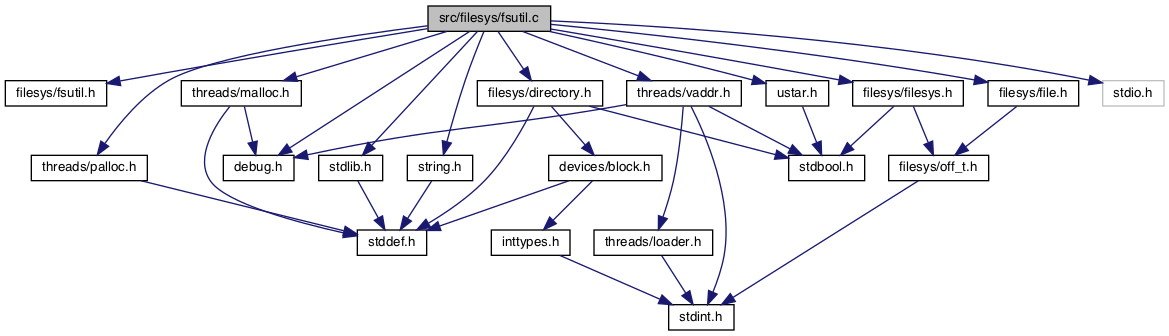 src/filesys/fsutil.c
filesys/fsutil.h
threads/malloc.h
filesys/directory.h
threads/vaddr.h
ustar.h
filesys/filesys.h
filesys/file.h
stdio.h
threads/palloc.h
debug.h
stdlib.h
string.h
devices/block.h
stdbool.h
filesys/off_t.h
stddef.h
inttypes.h
threads/loader.h
stdint.h